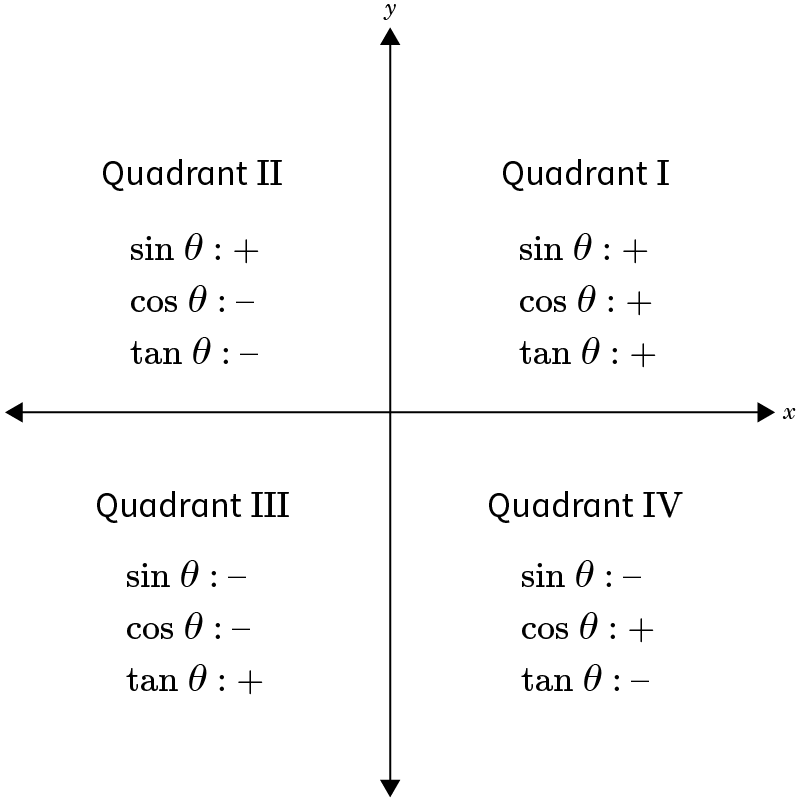 y
Quadrant II
sin θ : +
cos θ : –
tan θ : –
Quadrant I
sin θ : +
cos θ : +
tan θ : +
x
Quadrant III
sin θ : –
cos θ : –
tan θ : +
Quadrant IV
sin θ : –
cos θ : +
tan θ : –